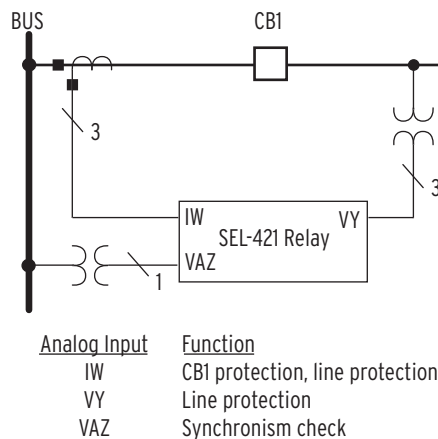 BUS
CB1
3
3
IW
VY
SEL-421 Relay
VAZ
1
Analog Input Function
IW CB1 protection, line protection
VY Line protection
VAZ Synchronism check